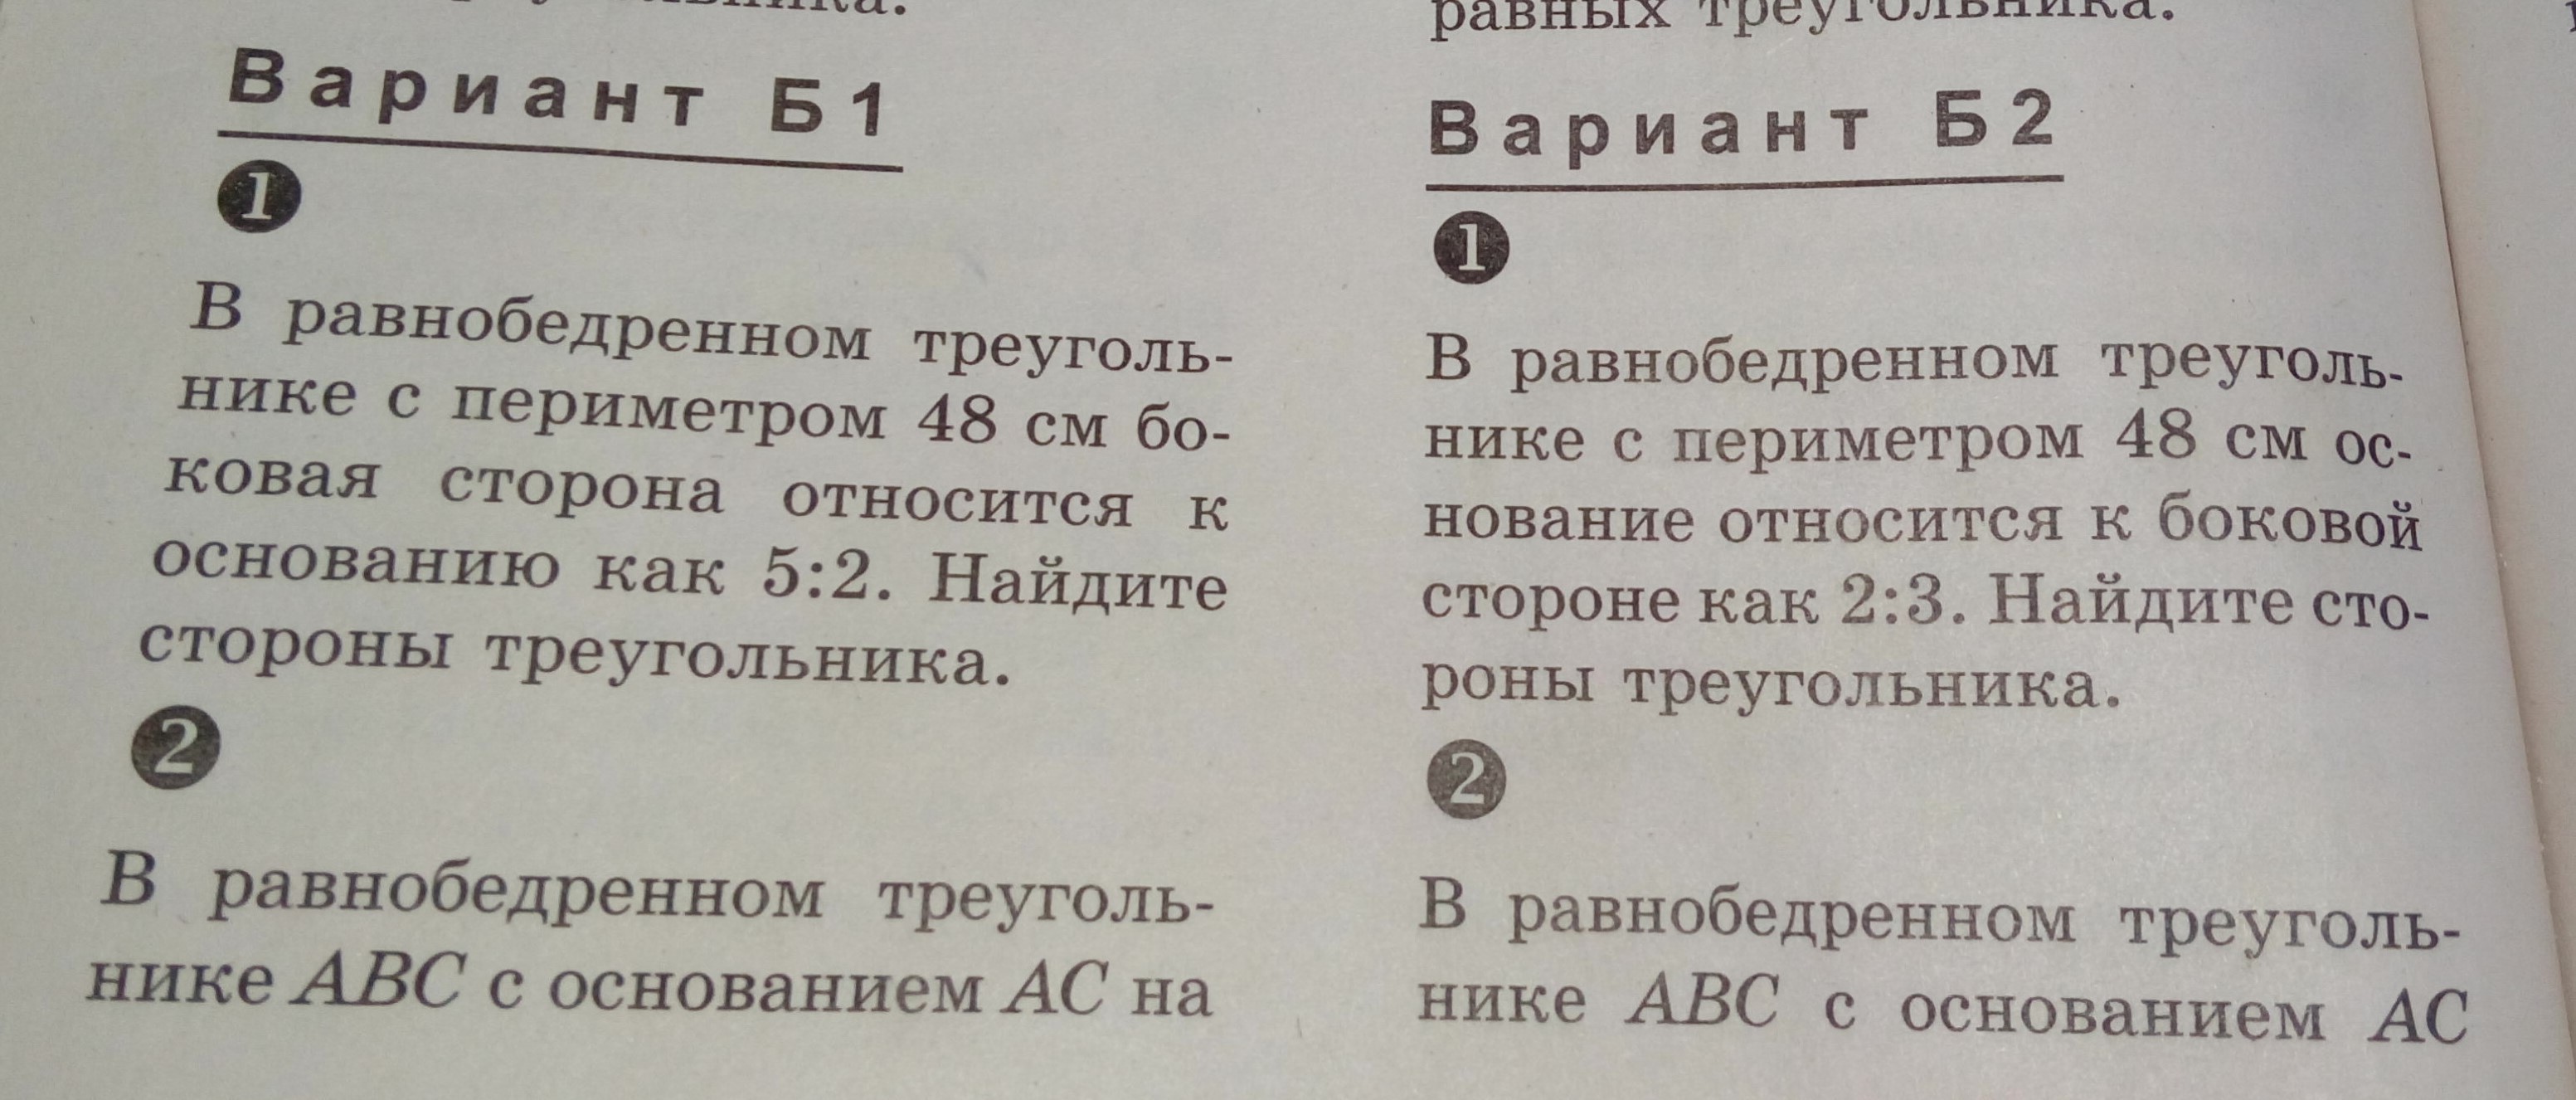 Вариант Б1
1
В равнобедренном треуголь-
нике с периметром 48 см бо-
ковая сторона относится к
основанию как 5:2. Найдите
стороны треугольника.
2
В равнобедренном треуголь-
нике ABC с основанием AC на
равных треугольника.
Вариант Б2
1
В равнобедренном треуголь-
нике с периметром 48 см ос-
нование относится к боковой
стороне как 2:3. Найдите сто-
роны треугольника.
2
В равнобедренном треуголь-
нике ABC с основанием AC